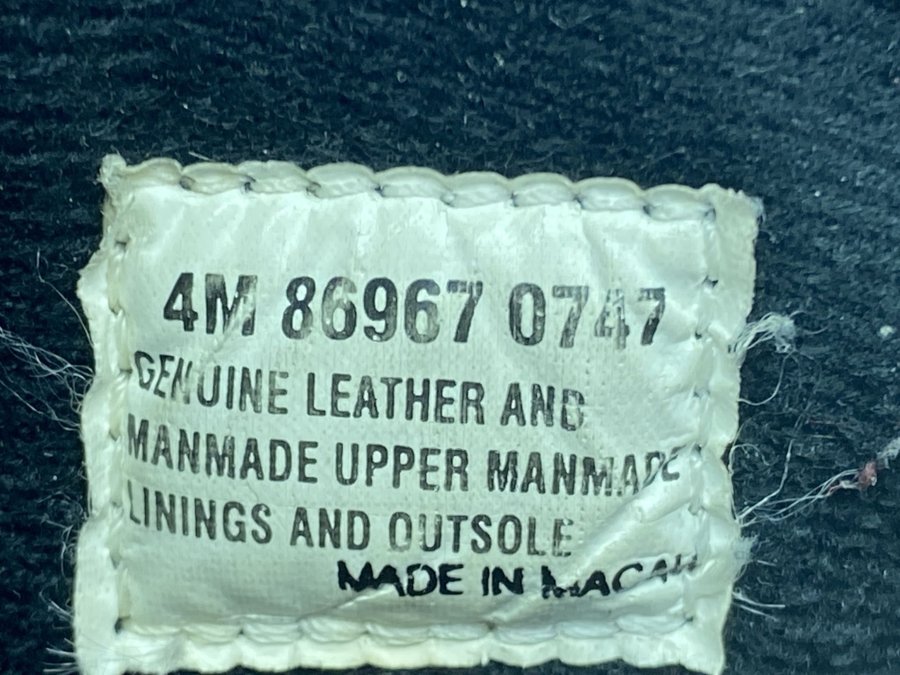 4M 86967 0747
GENUINE LEATHER AND
MANMADE UPPER MANMADE
LININGS AND OUTSOLE
MADE IN MACAU